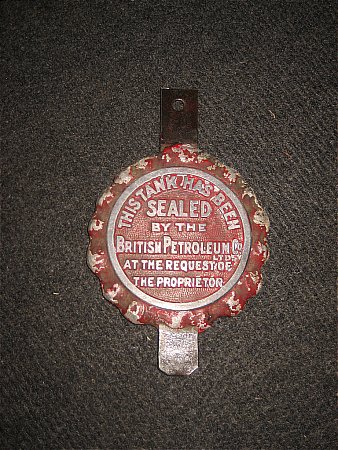 THIS TANK HAS BEEN
SEALED
BY THE
BRITISH PETROLEUM CO
LTD
AT THE REQUEST OF
THE PROPRIETOR